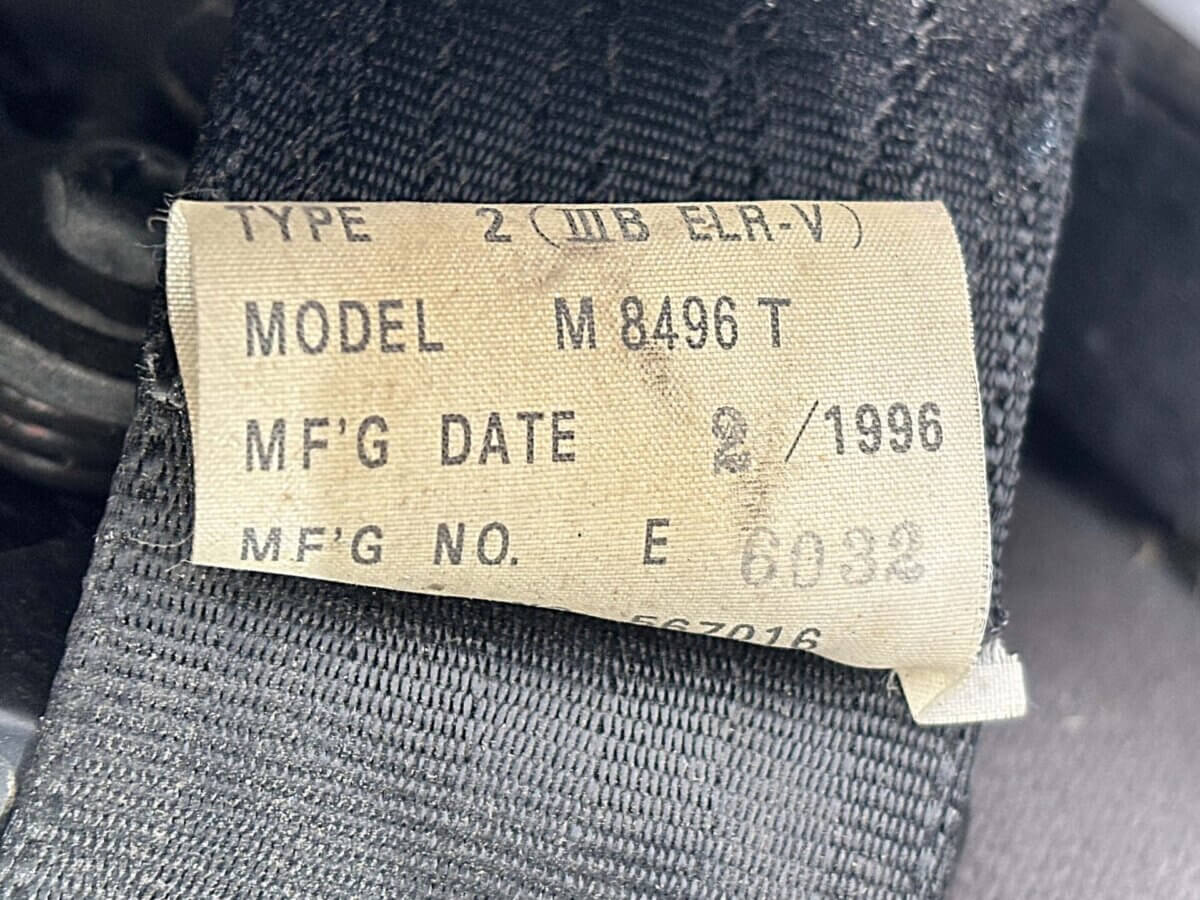 TYPE 2 (IIIB ELR-V)
MODEL M 8496 T
MF'G DATE 2 /1996
MF'G NO. E 6032
567016